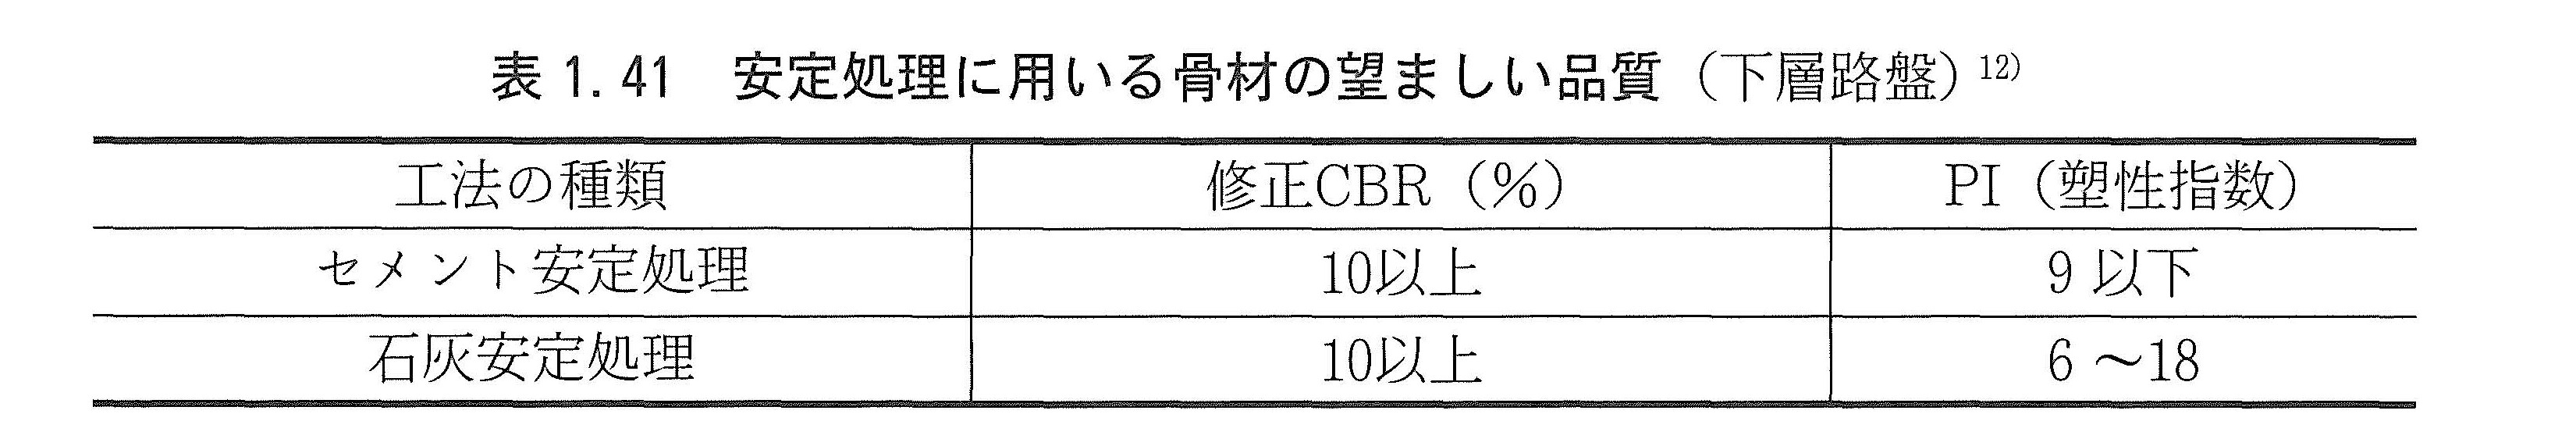 表 1. 41　安定処理に用いる骨材の望ましい品質（下層路盤）12)
工法の種類　修正CBR（％）　PI（塑性指数）
セメント安定処理　10以上　9 以下
石灰安定処理　10以上　6 〜18